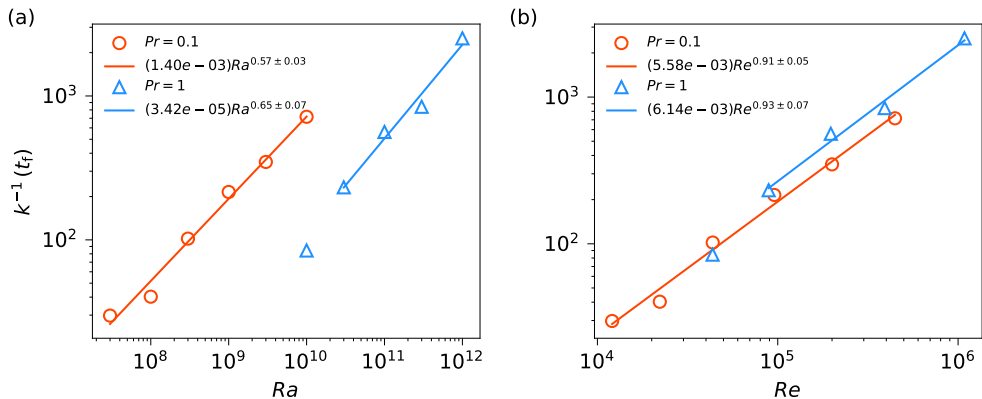 (a)
Pr = 0.1
(1.40e − 03)Ra^0.57 ± 0.03
Pr = 1
(3.42e − 05)Ra^0.65 ± 0.07
10^3
10^2
k^−1(t_f)
10^8 10^9 10^10 10^11 10^12
Ra
(b)
Pr = 0.1
(5.58e − 03)Re^0.91 ± 0.05
Pr = 1
(6.14e − 03)Re^0.93 ± 0.07
10^3
10^2
10^4 10^5 10^6
Re